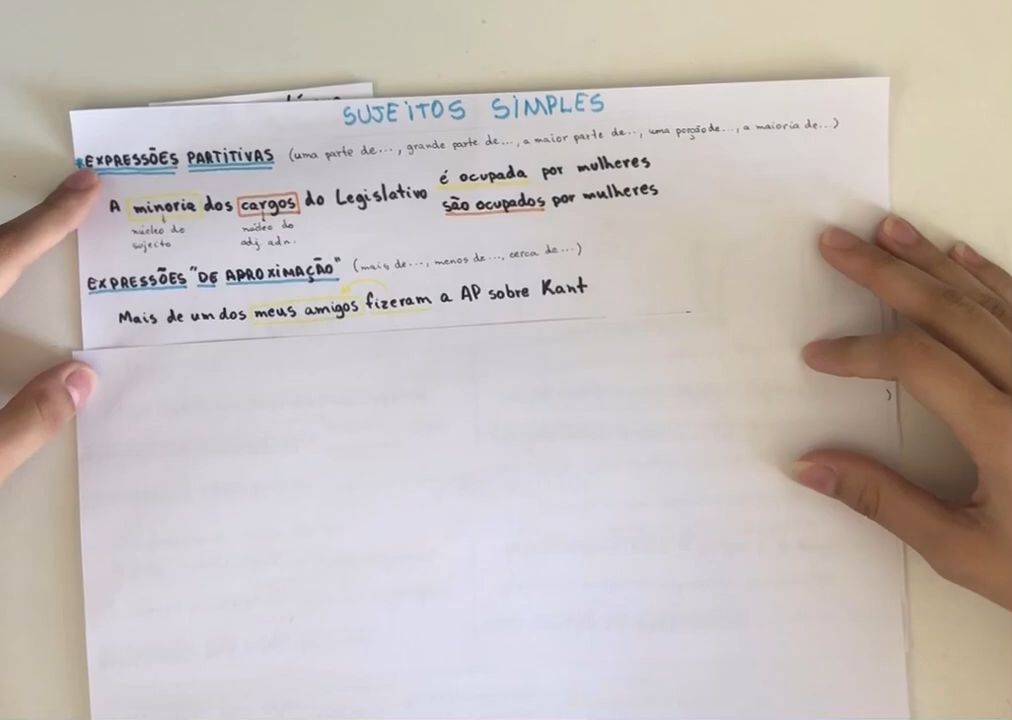 SUJEITOS SIMPLES
*EXPRESSÕES PARTITIVAS (uma parte de..., grande parte de..., a maior parte de..., uma porção de..., a maioria de...)
é ocupada por mulheres
A minoria dos cargos do Legislativo
são ocupados por mulheres
núcleo do sujeito
núcleo do adj. adn.
EXPRESSÕES "DE APROXIMAÇÃO" (mais de..., menos de..., cerca de...)
Mais de um dos meus amigos fizeram a AP sobre Kant
)